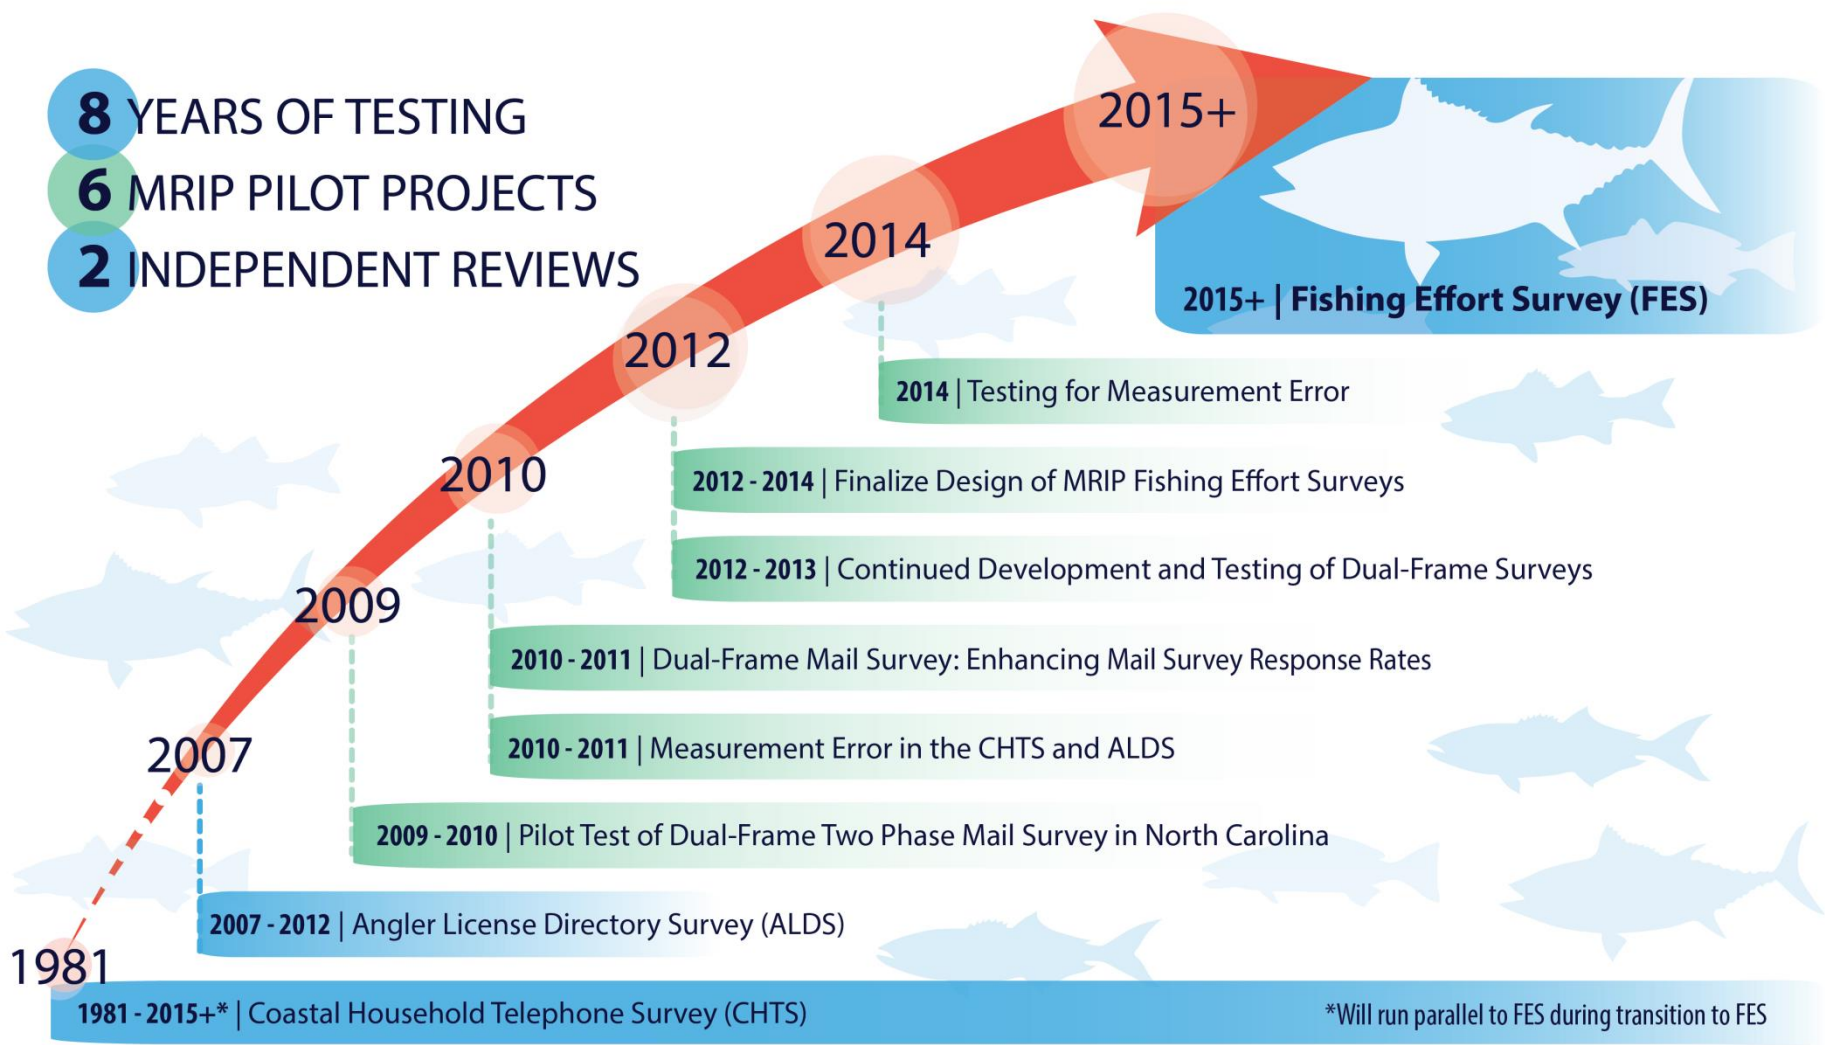 8 YEARS OF TESTING
6 MRIP PILOT PROJECTS
2 INDEPENDENT REVIEWS
2015+
2014
2012
2010
2009
2007
1981
2015+ | Fishing Effort Survey (FES)
2014 | Testing for Measurement Error
2012 - 2014 | Finalize Design of MRIP Fishing Effort Surveys
2012 - 2013 | Continued Development and Testing of Dual-Frame Surveys
2010 - 2011 | Dual-Frame Mail Survey: Enhancing Mail Survey Response Rates
2010 - 2011 | Measurement Error in the CHTS and ALDS
2009 - 2010 | Pilot Test of Dual-Frame Two Phase Mail Survey in North Carolina
2007 - 2012 | Angler License Directory Survey (ALDS)
1981 - 2015+* | Coastal Household Telephone Survey (CHTS)
*Will run parallel to FES during transition to FES